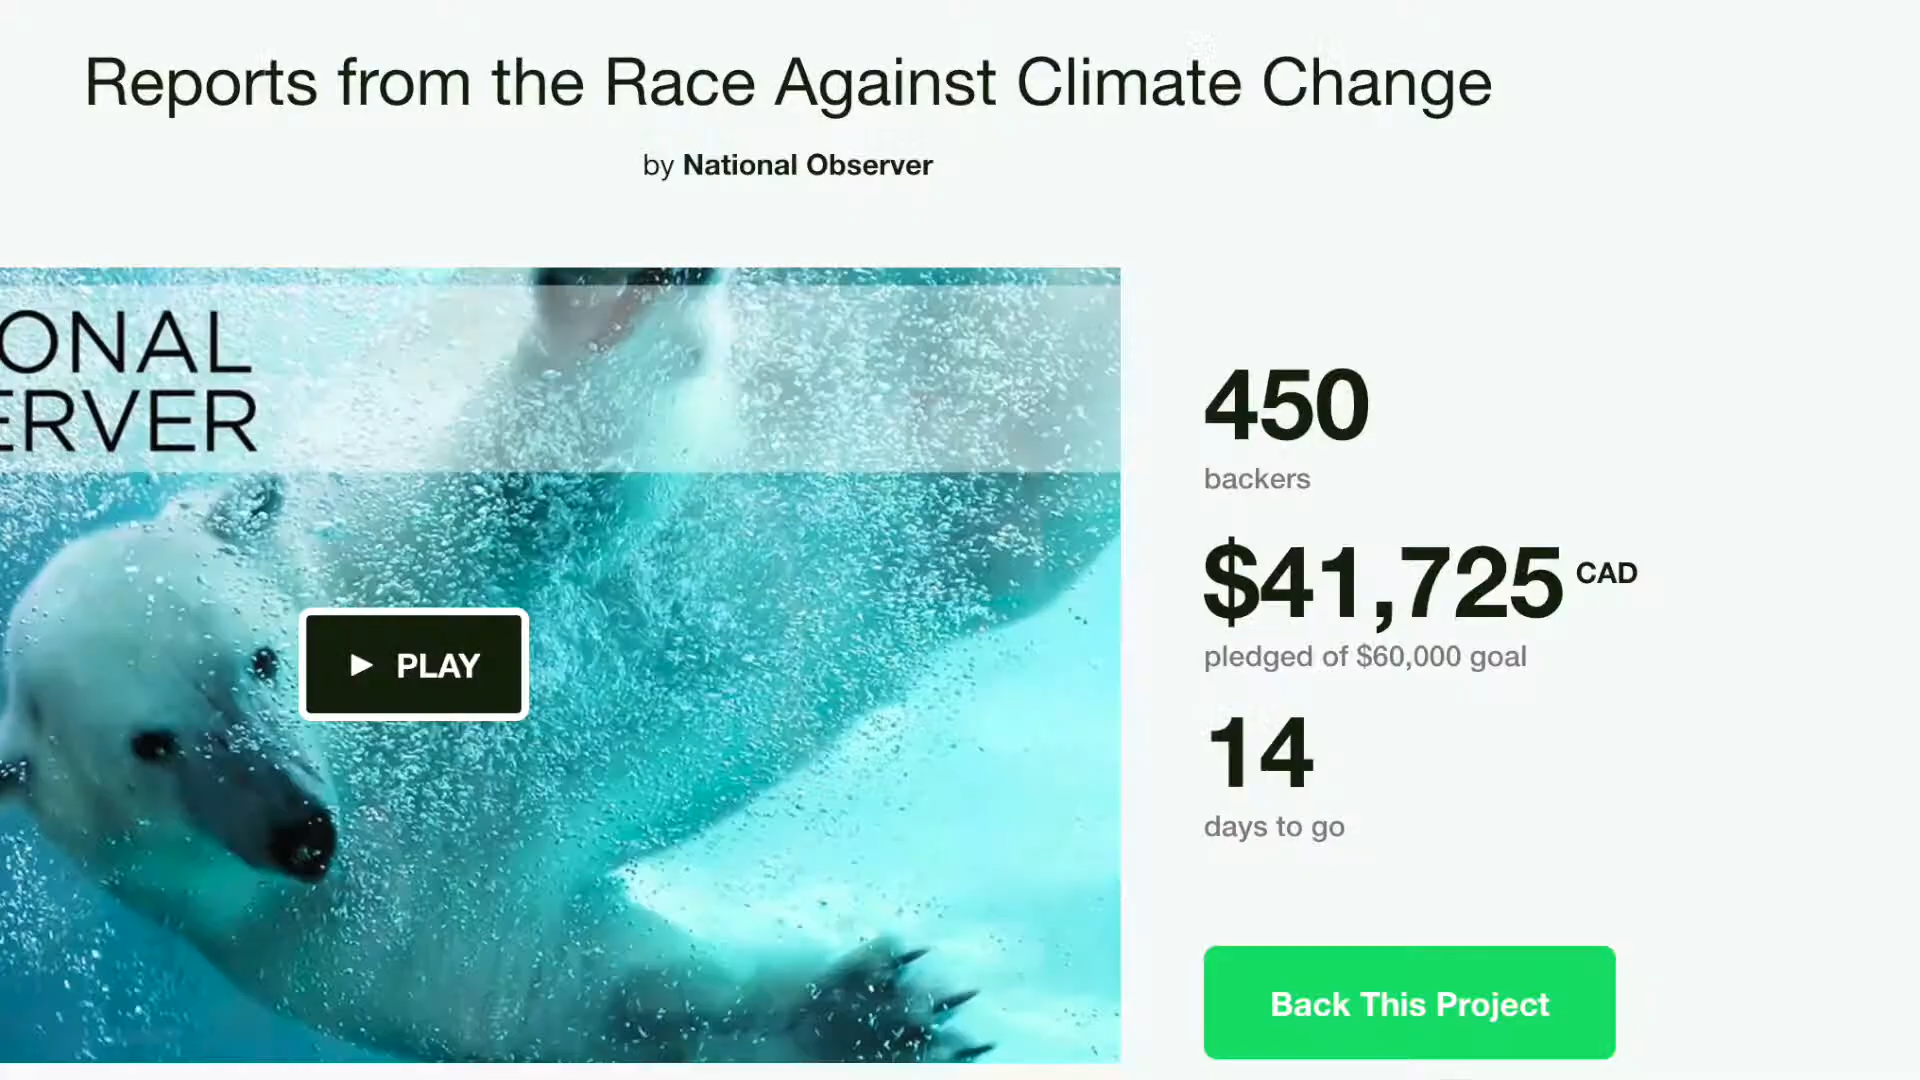 Reports from the Race Against Climate Change
by National Observer
ONAL
ERVER
PLAY
450
backers
$41,725 CAD
pledged of $60,000 goal
14
days to go
Back This Project